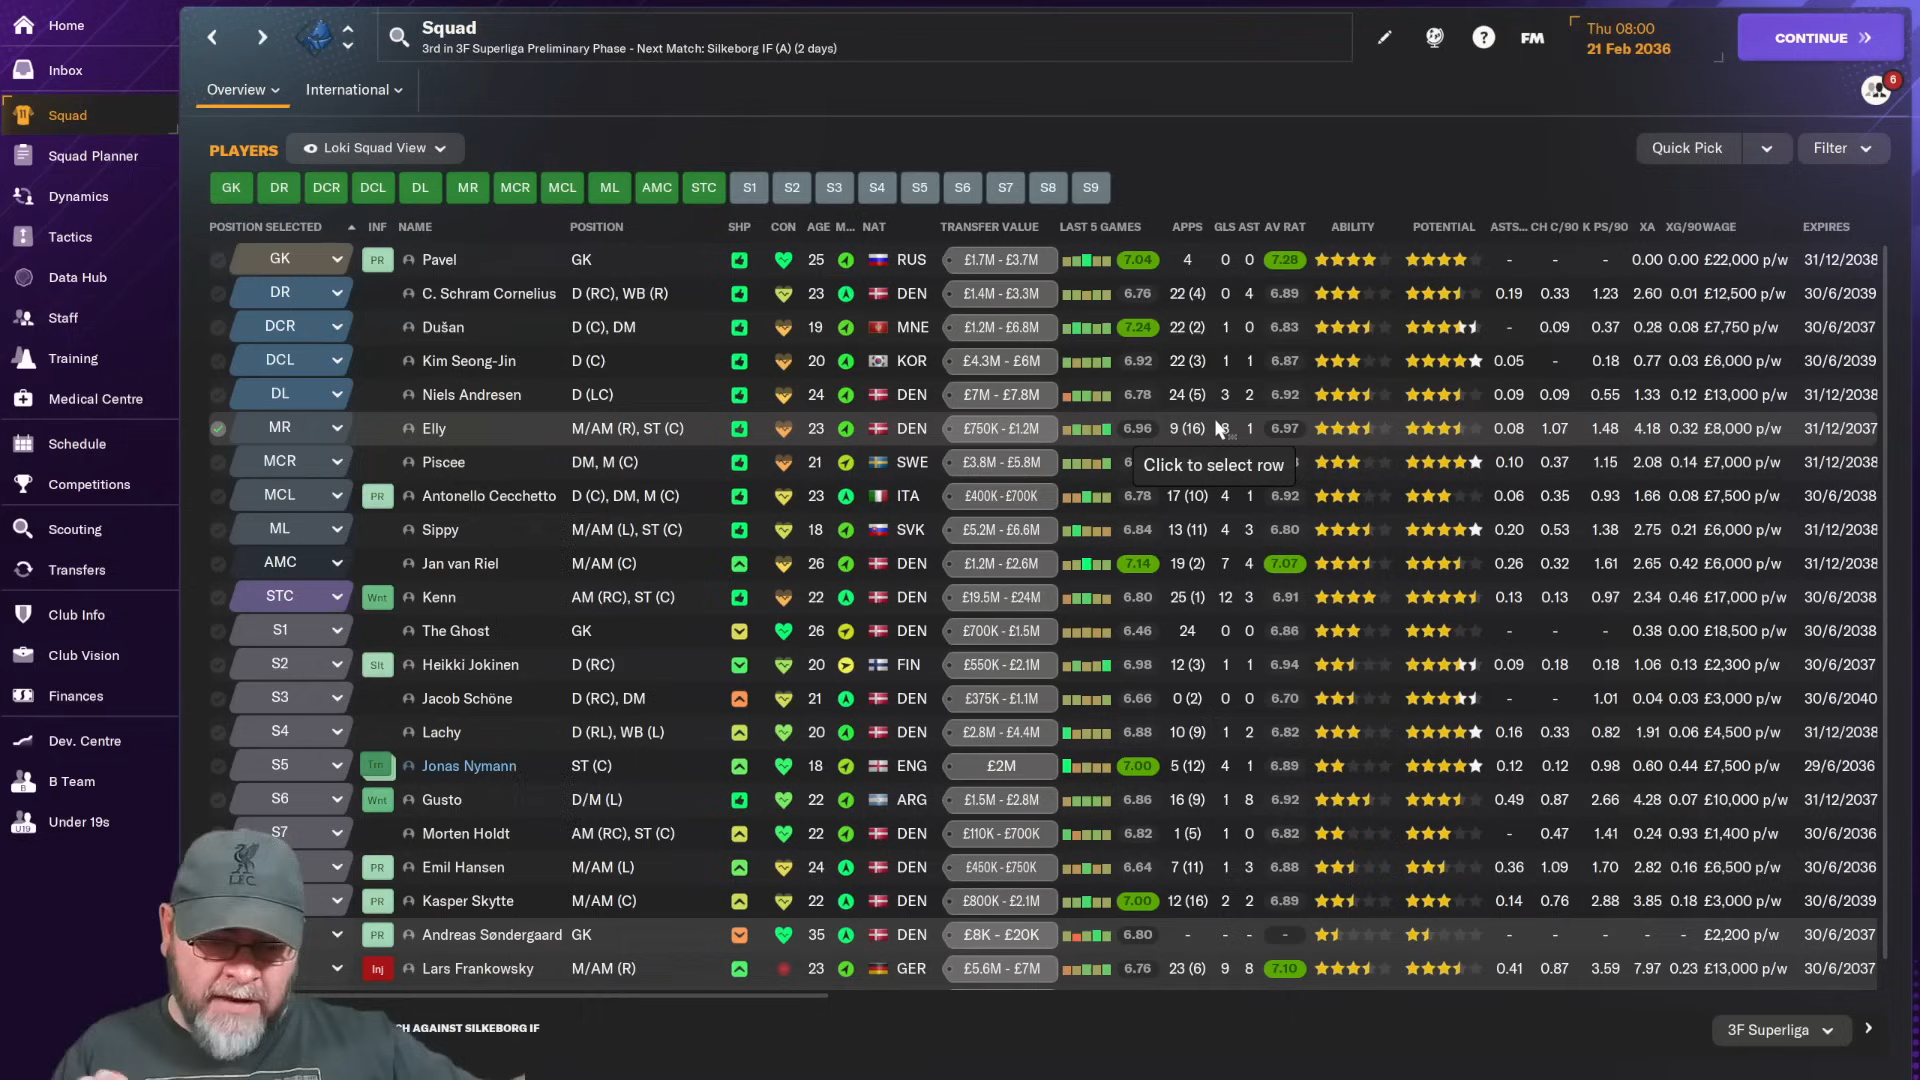 Home
Inbox
Squad
Squad Planner
Dynamics
Tactics
Data Hub
Staff
Training
Medical Centre
Schedule
Competitions
Scouting
Transfers
Club Info
Club Vision
Finances
Dev. Centre
B Team
Under 19s
Squad
3rd in 3F Superliga Preliminary Phase - Next Match: Silkeborg IF (A) (2 days)
FM
Thu 08:00
21 Feb 2036
CONTINUE
6
Overview International
PLAYERS Loki Squad View Quick Pick Filter
GK DR DCR DCL DL MR MCR MCL ML AMC STC S1 S2 S3 S4 S5 S6 S7 S8 S9
POSITION SELECTED INF NAME POSITION SHP CON AGE M... NAT TRANSFER VALUE LAST 5 GAMES APPS GLS AST AV RAT ABILITY POTENTIAL ASTS... CH C/90 K PS/90 XA XG/90 WAGE EXPIRES
GK PR Pavel GK 25 RUS £1.7M - £3.7M 7.04 4 0 0 7.28 - - - 0.00 0.00 £22,000 p/w 31/12/2038
DR C. Schram Cornelius D (RC), WB (R) 23 DEN £1.4M - £3.3M 6.76 22 (4) 0 4 6.89 0.19 0.33 1.23 2.60 0.01 £12,500 p/w 30/6/2039
DCR Dušan D (C), DM 19 MNE £1.2M - £6.8M 7.24 22 (2) 1 0 6.83 - 0.09 0.37 0.28 0.08 £7,750 p/w 30/6/2037
DCL Kim Seong-Jin D (C) 20 KOR £4.3M - £6M 6.92 22 (3) 1 1 6.87 0.05 - 0.18 0.77 0.03 £6,000 p/w 30/6/2039
DL Niels Andresen D (LC) 24 DEN £7M - £7.8M 6.78 24 (5) 3 2 6.92 0.09 0.09 0.55 1.33 0.12 £13,000 p/w 31/12/2038
MR Elly M/AM (R), ST (C) 23 DEN £750K - £1.2M 6.96 9 (16) 1 6.97 0.08 1.07 1.48 4.18 0.32 £8,000 p/w 31/12/2037
MCR Piscee DM, M (C) 21 SWE £3.8M - £5.8M 0.10 0.37 1.15 2.08 0.14 £7,000 p/w 31/12/2038
Click to select row
MCL PR Antonello Cecchetto D (C), DM, M (C) 23 ITA £400K - £700K 6.78 17 (10) 4 1 6.92 0.06 0.35 0.93 1.66 0.08 £7,500 p/w 31/12/2037
ML Sippy M/AM (L), ST (C) 18 SVK £5.2M - £6.6M 6.84 13 (11) 4 3 6.80 0.20 0.53 1.38 2.75 0.21 £6,000 p/w 31/12/2038
AMC Jan van Riel M/AM (C) 26 DEN £1.2M - £2.6M 7.14 19 (2) 7 4 7.07 0.26 0.32 1.61 2.65 0.42 £6,000 p/w 31/12/2038
STC Wnt Kenn AM (RC), ST (C) 22 DEN £19.5M - £24M 6.80 25 (1) 12 3 6.91 0.13 0.13 0.97 2.34 0.46 £17,000 p/w 30/6/2038
S1 The Ghost GK 26 DEN £700K - £1.5M 6.46 24 0 0 6.86 - - - 0.38 0.00 £18,500 p/w 30/6/2038
S2 Slt Heikki Jokinen D (RC) 20 FIN £550K - £2.1M 6.98 12 (3) 1 1 6.94 0.09 0.18 0.18 1.06 0.13 £2,300 p/w 30/6/2037
S3 Jacob Schöne D (RC), DM 21 DEN £375K - £1.1M 6.66 0 (2) 0 0 6.70 - - 1.01 0.04 0.03 £3,000 p/w 30/6/2040
S4 Lachy D (RL), WB (L) 20 DEN £2.8M - £4.4M 6.88 10 (9) 1 2 6.82 0.16 0.33 0.82 1.91 0.06 £4,500 p/w 31/12/2038
S5 Trn Jonas Nymann ST (C) 18 ENG £2M 7.00 5 (12) 4 1 6.89 0.12 0.12 0.98 0.60 0.44 £7,500 p/w 29/6/2036
S6 Wnt Gusto D/M (L) 22 ARG £1.5M - £2.8M 6.86 16 (9) 1 8 6.92 0.49 0.87 2.66 4.28 0.07 £10,000 p/w 31/12/2037
S7 Morten Holdt AM (RC), ST (C) 22 DEN £110K - £700K 6.82 1 (5) 1 0 6.82 - 0.47 1.41 0.24 0.93 £1,400 p/w 30/6/2036
PR Emil Hansen M/AM (L) 24 DEN £450K - £750K 6.64 7 (11) 1 3 6.88 0.36 1.09 1.70 2.82 0.16 £6,500 p/w 30/6/2036
PR Kasper Skytte M/AM (C) 22 DEN £800K - £2.1M 7.00 12 (16) 2 2 6.89 0.14 0.76 2.88 3.85 0.18 £3,000 p/w 30/6/2039
PR Andreas Søndergaard GK 35 DEN £8K - £20K 6.80 - - - - - - - - - £2,200 p/w 30/6/2037
Inj Lars Frankowsky M/AM (R) 23 GER £5.6M - £7M 6.76 23 (6) 9 8 7.10 0.41 0.87 3.59 7.97 0.23 £13,000 p/w 30/6/2037
CH AGAINST SILKEBORG IF
3F Superliga
L.F.C.